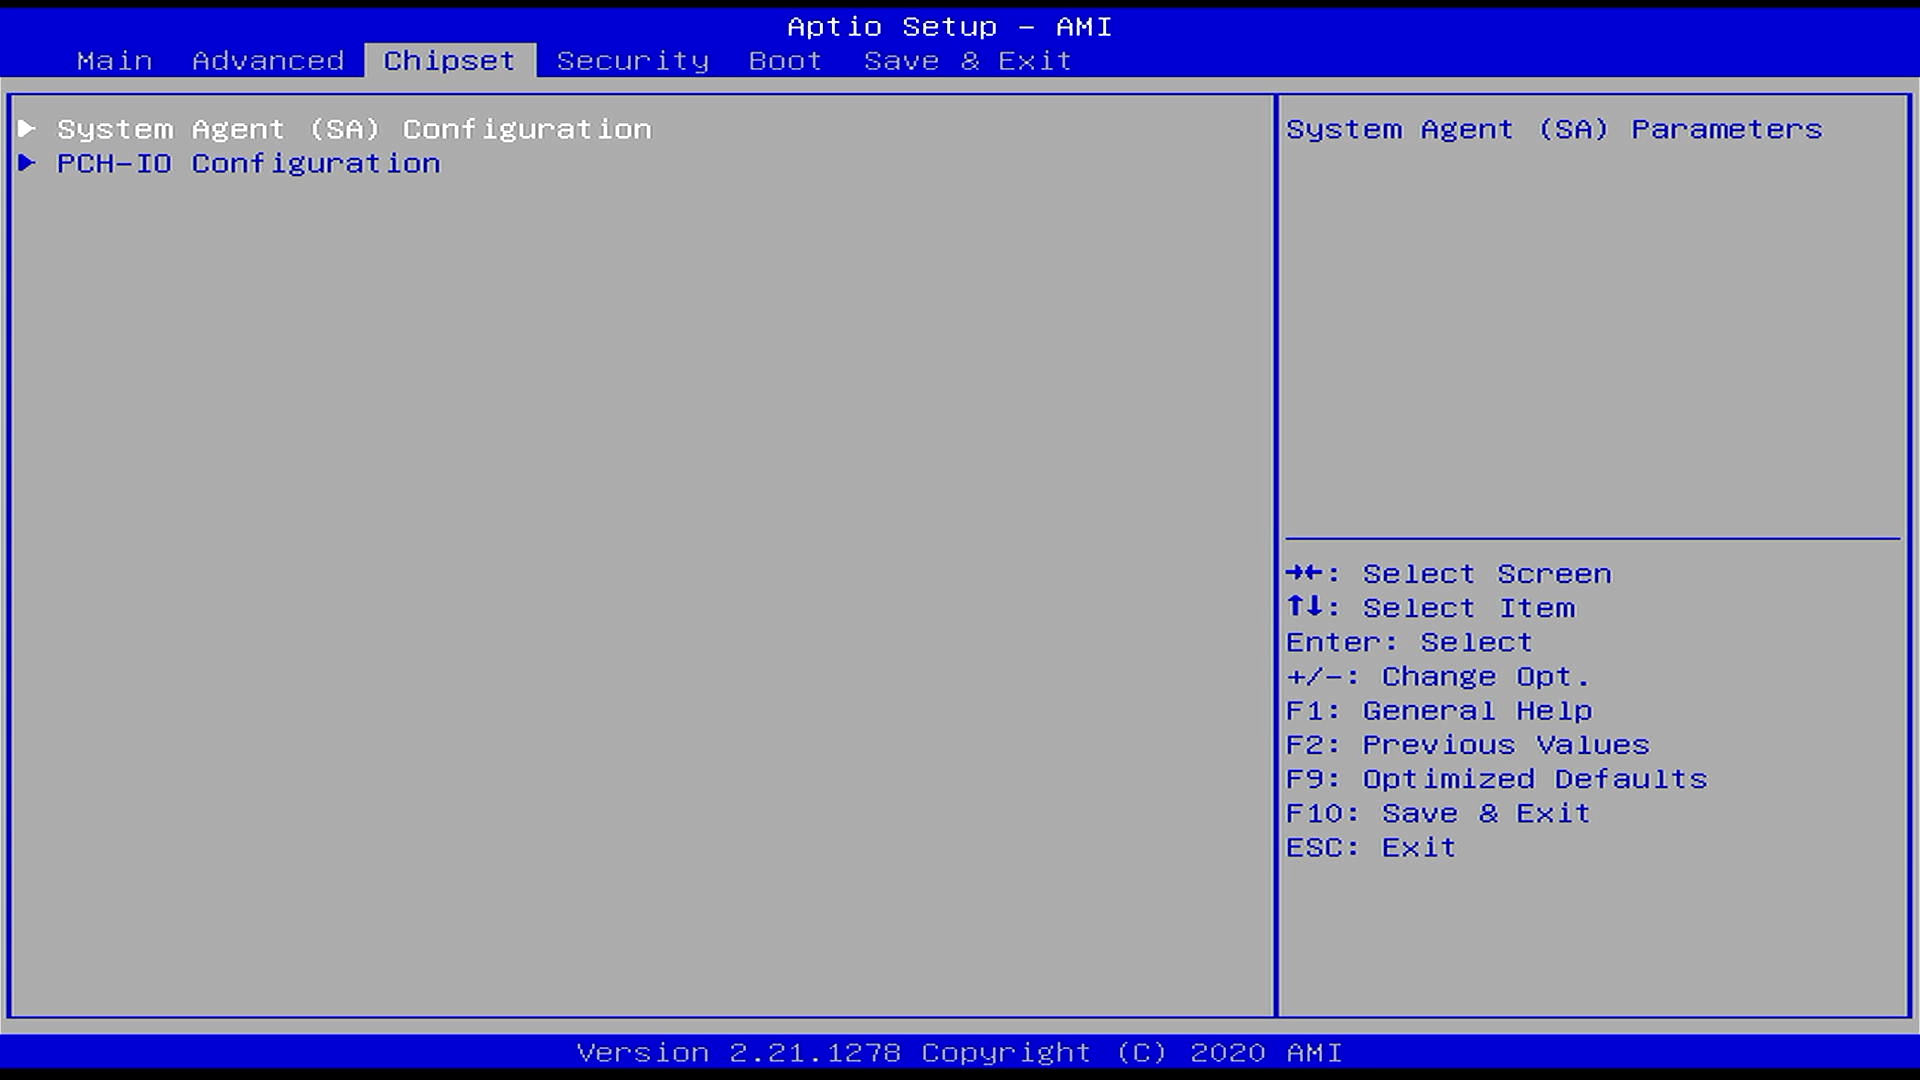 Aptio Setup – AMI
Main Advanced Chipset Security Boot Save & Exit
▶ System Agent (SA) Configuration
▶ PCH-IO Configuration
System Agent (SA) Parameters
→←: Select Screen
↑↓: Select Item
Enter: Select
+/-: Change Opt.
F1: General Help
F2: Previous Values
F9: Optimized Defaults
F10: Save & Exit
ESC: Exit
Version 2.21.1278 Copyright (C) 2020 AMI